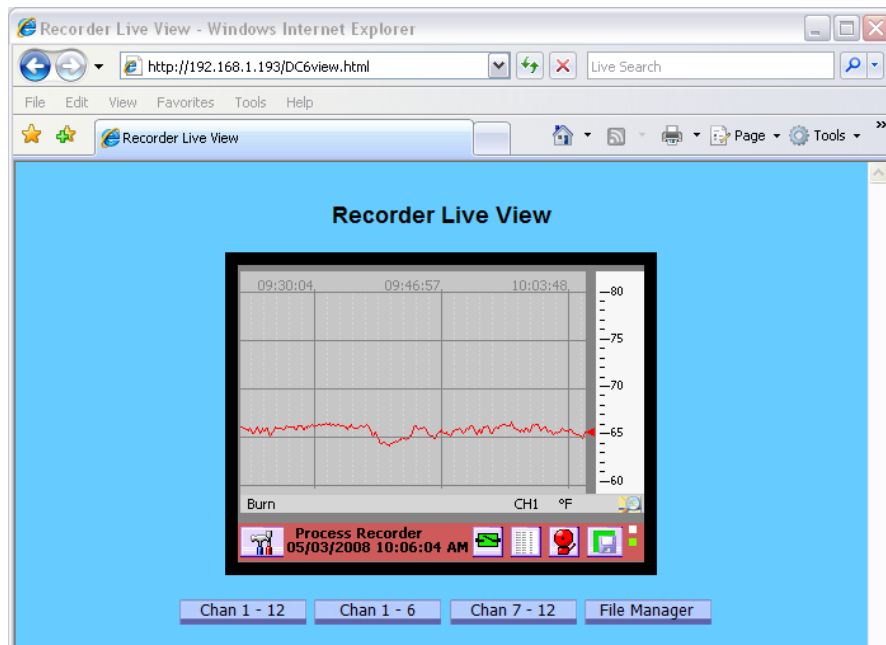 Recorder Live View - Windows Internet Explorer
http://192.168.1.193/DC6view.html
Live Search
File Edit View Favorites Tools Help
Recorder Live View
Page Tools »
Recorder Live View
09:30:04 09:46:57 10:03:48
80
75
70
65
60
Burn CH1 °F
Process Recorder
05/03/2008 10:06:04 AM
Chan 1 - 12 Chan 1 - 6 Chan 7 - 12 File Manager